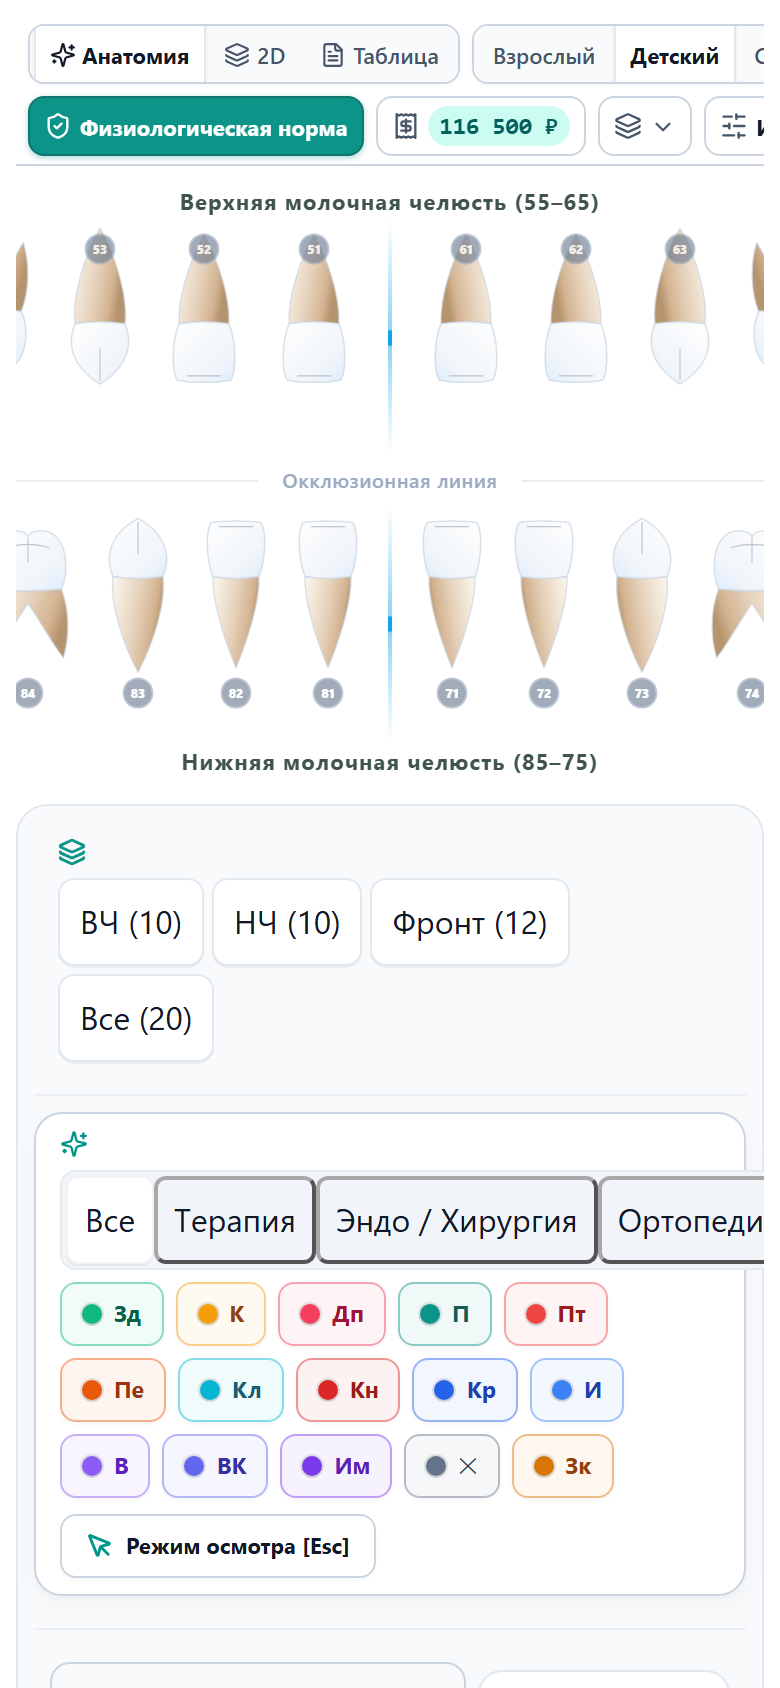 Анатомия 2D Таблица Взрослый Детский
Физиологическая норма 116 500 ₽
Верхняя молочная челюсть (55–65)
53 52 51 61 62 63
Окклюзионная линия
84 83 82 81 71 72 73 74
Нижняя молочная челюсть (85–75)
ВЧ (10) НЧ (10) Фронт (12)
Все (20)
Все Терапия Эндо / Хирургия Ортопеди
Зд К Дп П Пт
Пе Кл Кн Кр И
В ВК Им ╳ Зк
Режим осмотра [Esc]